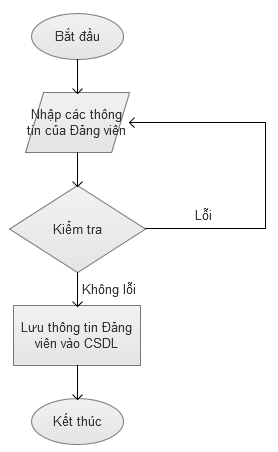 Bắt đầu
Nhập các thông
tin của Đảng viên
Kiểm tra
Lỗi
Không lỗi
Lưu thông tin Đảng
viên vào CSDL
Kết thúc